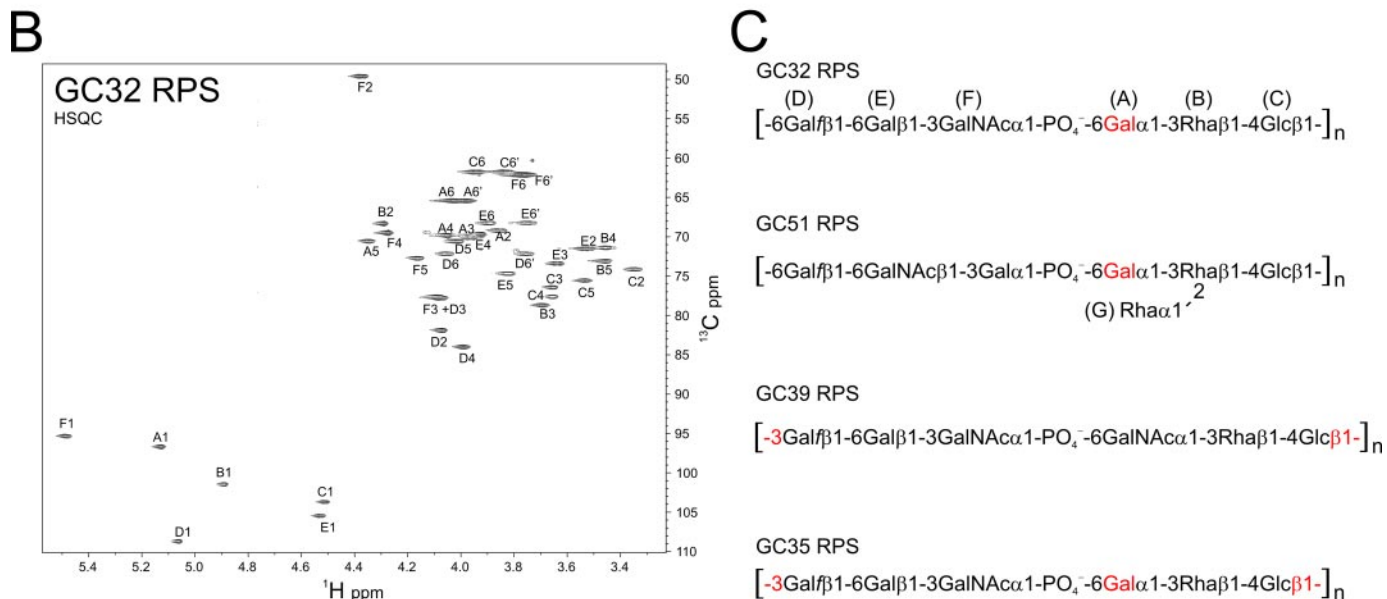 B
GC32 RPS
HSQC
F2
C6 C6'
F6 F6'
A6 A6'
B2
F4
A5
A4 A3 E6 E6'
D5 E4 A2
E2 B4
F5
D6
D6'
E3
B5
E5
C3
C2
C4
C5
F3 +D3
B3
D2
D4
F1
A1
B1
C1
D1
E1
50
55
60
65
70
75
80
85
90
95
100
105
110
¹³C ppm
5.4 5.2 5.0 4.8 4.6 4.4 4.2 4.0 3.8 3.6 3.4
¹H ppm
C
GC32 RPS
(D) (E) (F) (A) (B) (C)
[-6Galfβ1-6Galβ1-3GalNAcα1-PO₄⁻-6Galα1-3Rhaβ1-4Glcβ1-]n
GC51 RPS
[-6Galfβ1-6GalNAcβ1-3Galα1-PO₄⁻-6Galα1-3Rhaβ1-4Glcβ1-]n
(G) Rhaα1´ 2
GC39 RPS
[-3Galfβ1-6Galβ1-3GalNAcα1-PO₄⁻-6GalNAcα1-3Rhaβ1-4Glcβ1-]n
GC35 RPS
[-3Galfβ1-6Galβ1-3GalNAcα1-PO₄⁻-6Galα1-3Rhaβ1-4Glcβ1-]n